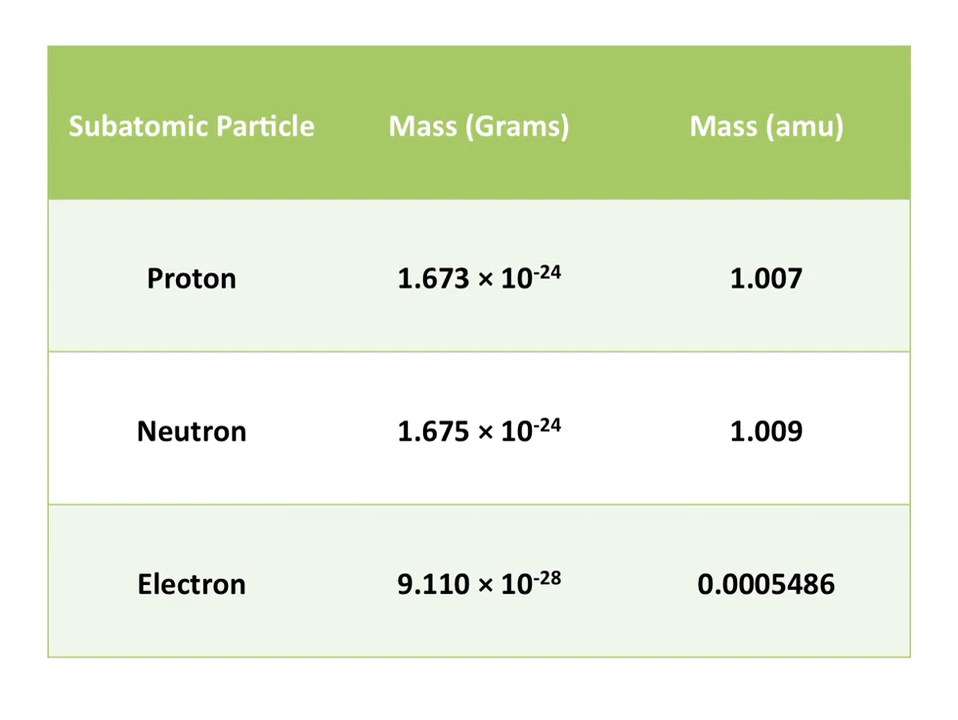 Subatomic Particle Mass (Grams) Mass (amu)
Proton 1.673 × 10⁻²⁴ 1.007
Neutron 1.675 × 10⁻²⁴ 1.009
Electron 9.110 × 10⁻²⁸ 0.0005486